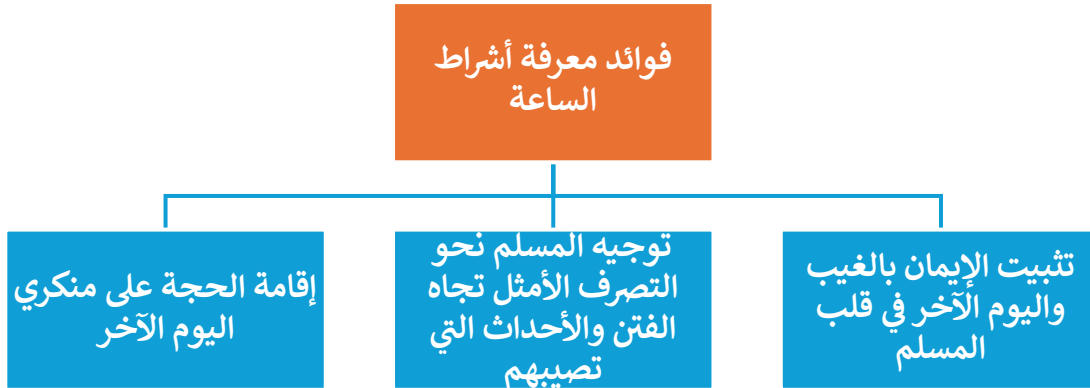 فوائد معرفة أشراط
الساعة
تثبيت الإيمان بالغيب
واليوم الآخر في قلب
المسلم
توجيه المسلم نحو
التصرف الأمثل تجاه
الفتن والأحداث التي
تصيبهم
إقامة الحجة على منكري
اليوم الآخر